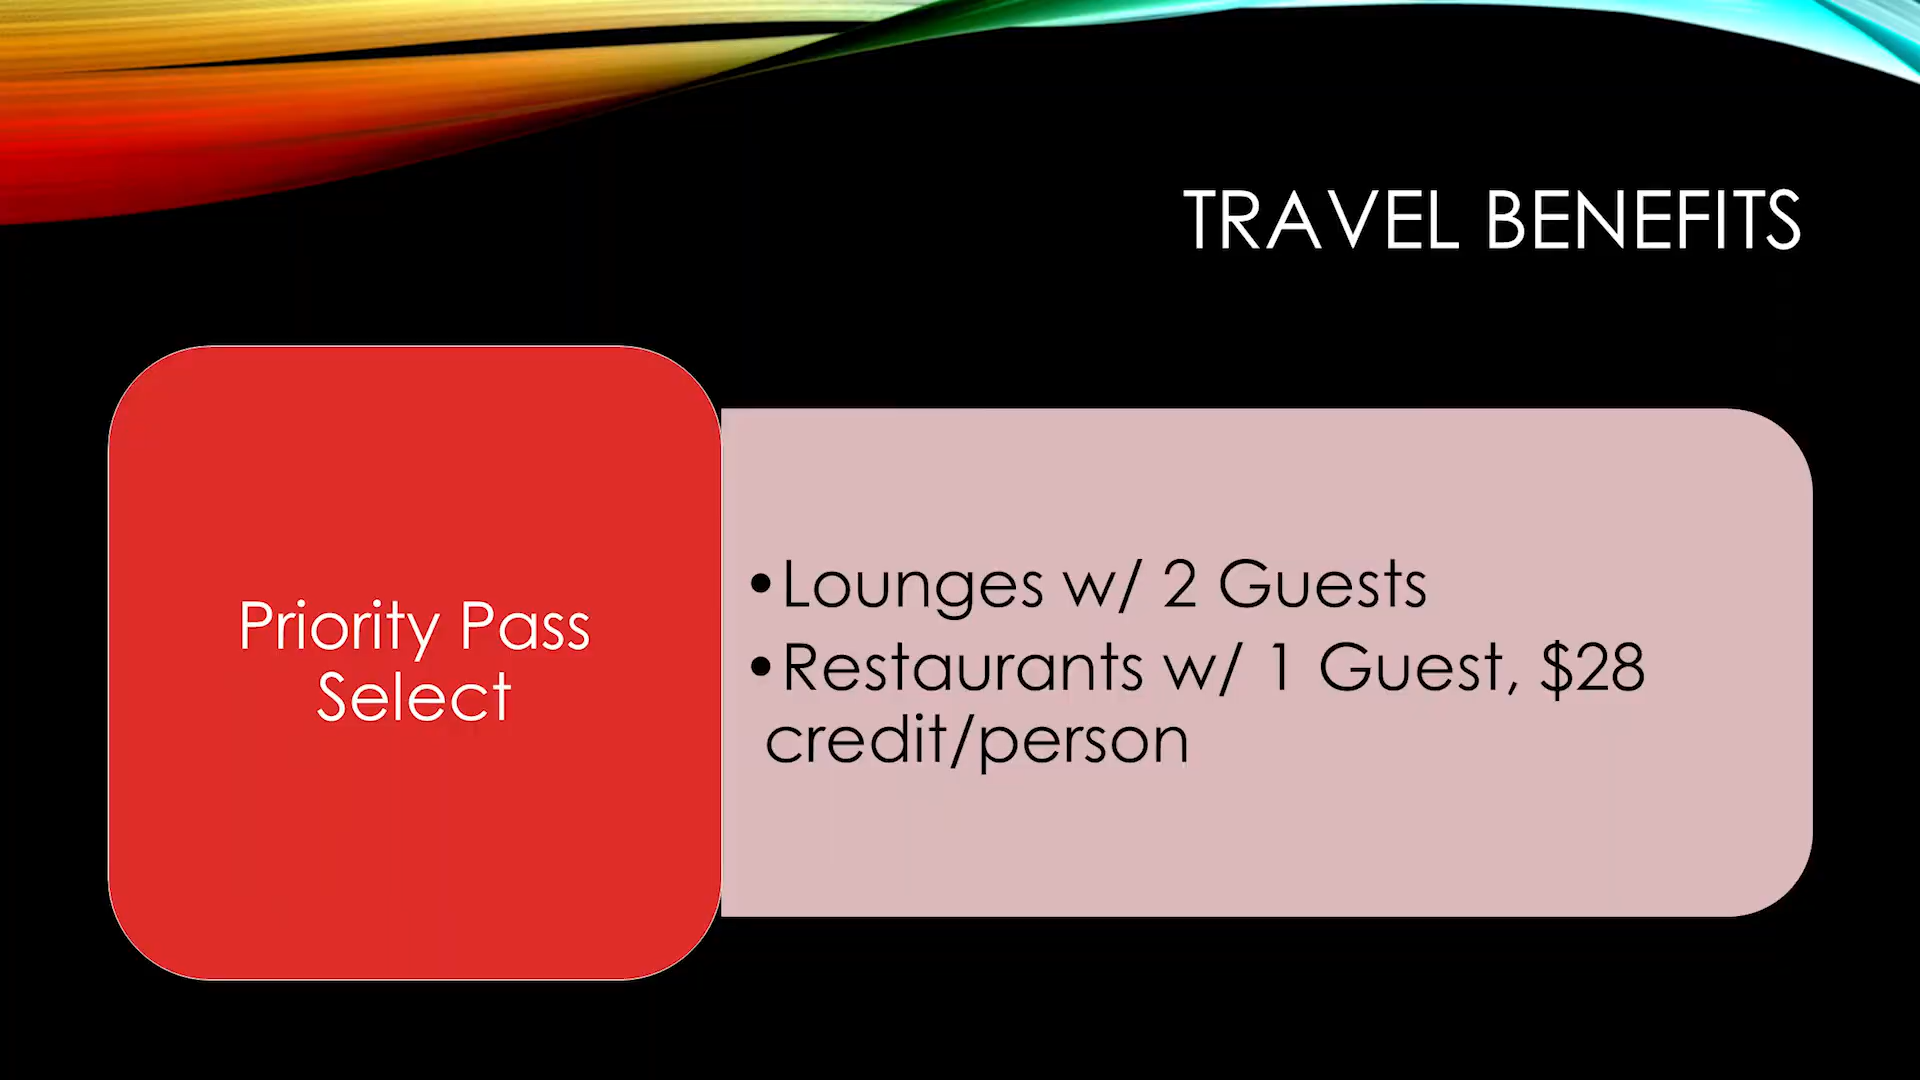 TRAVEL BENEFITS
Priority Pass
Select
•Lounges w/ 2 Guests
•Restaurants w/ 1 Guest, $28
credit/person